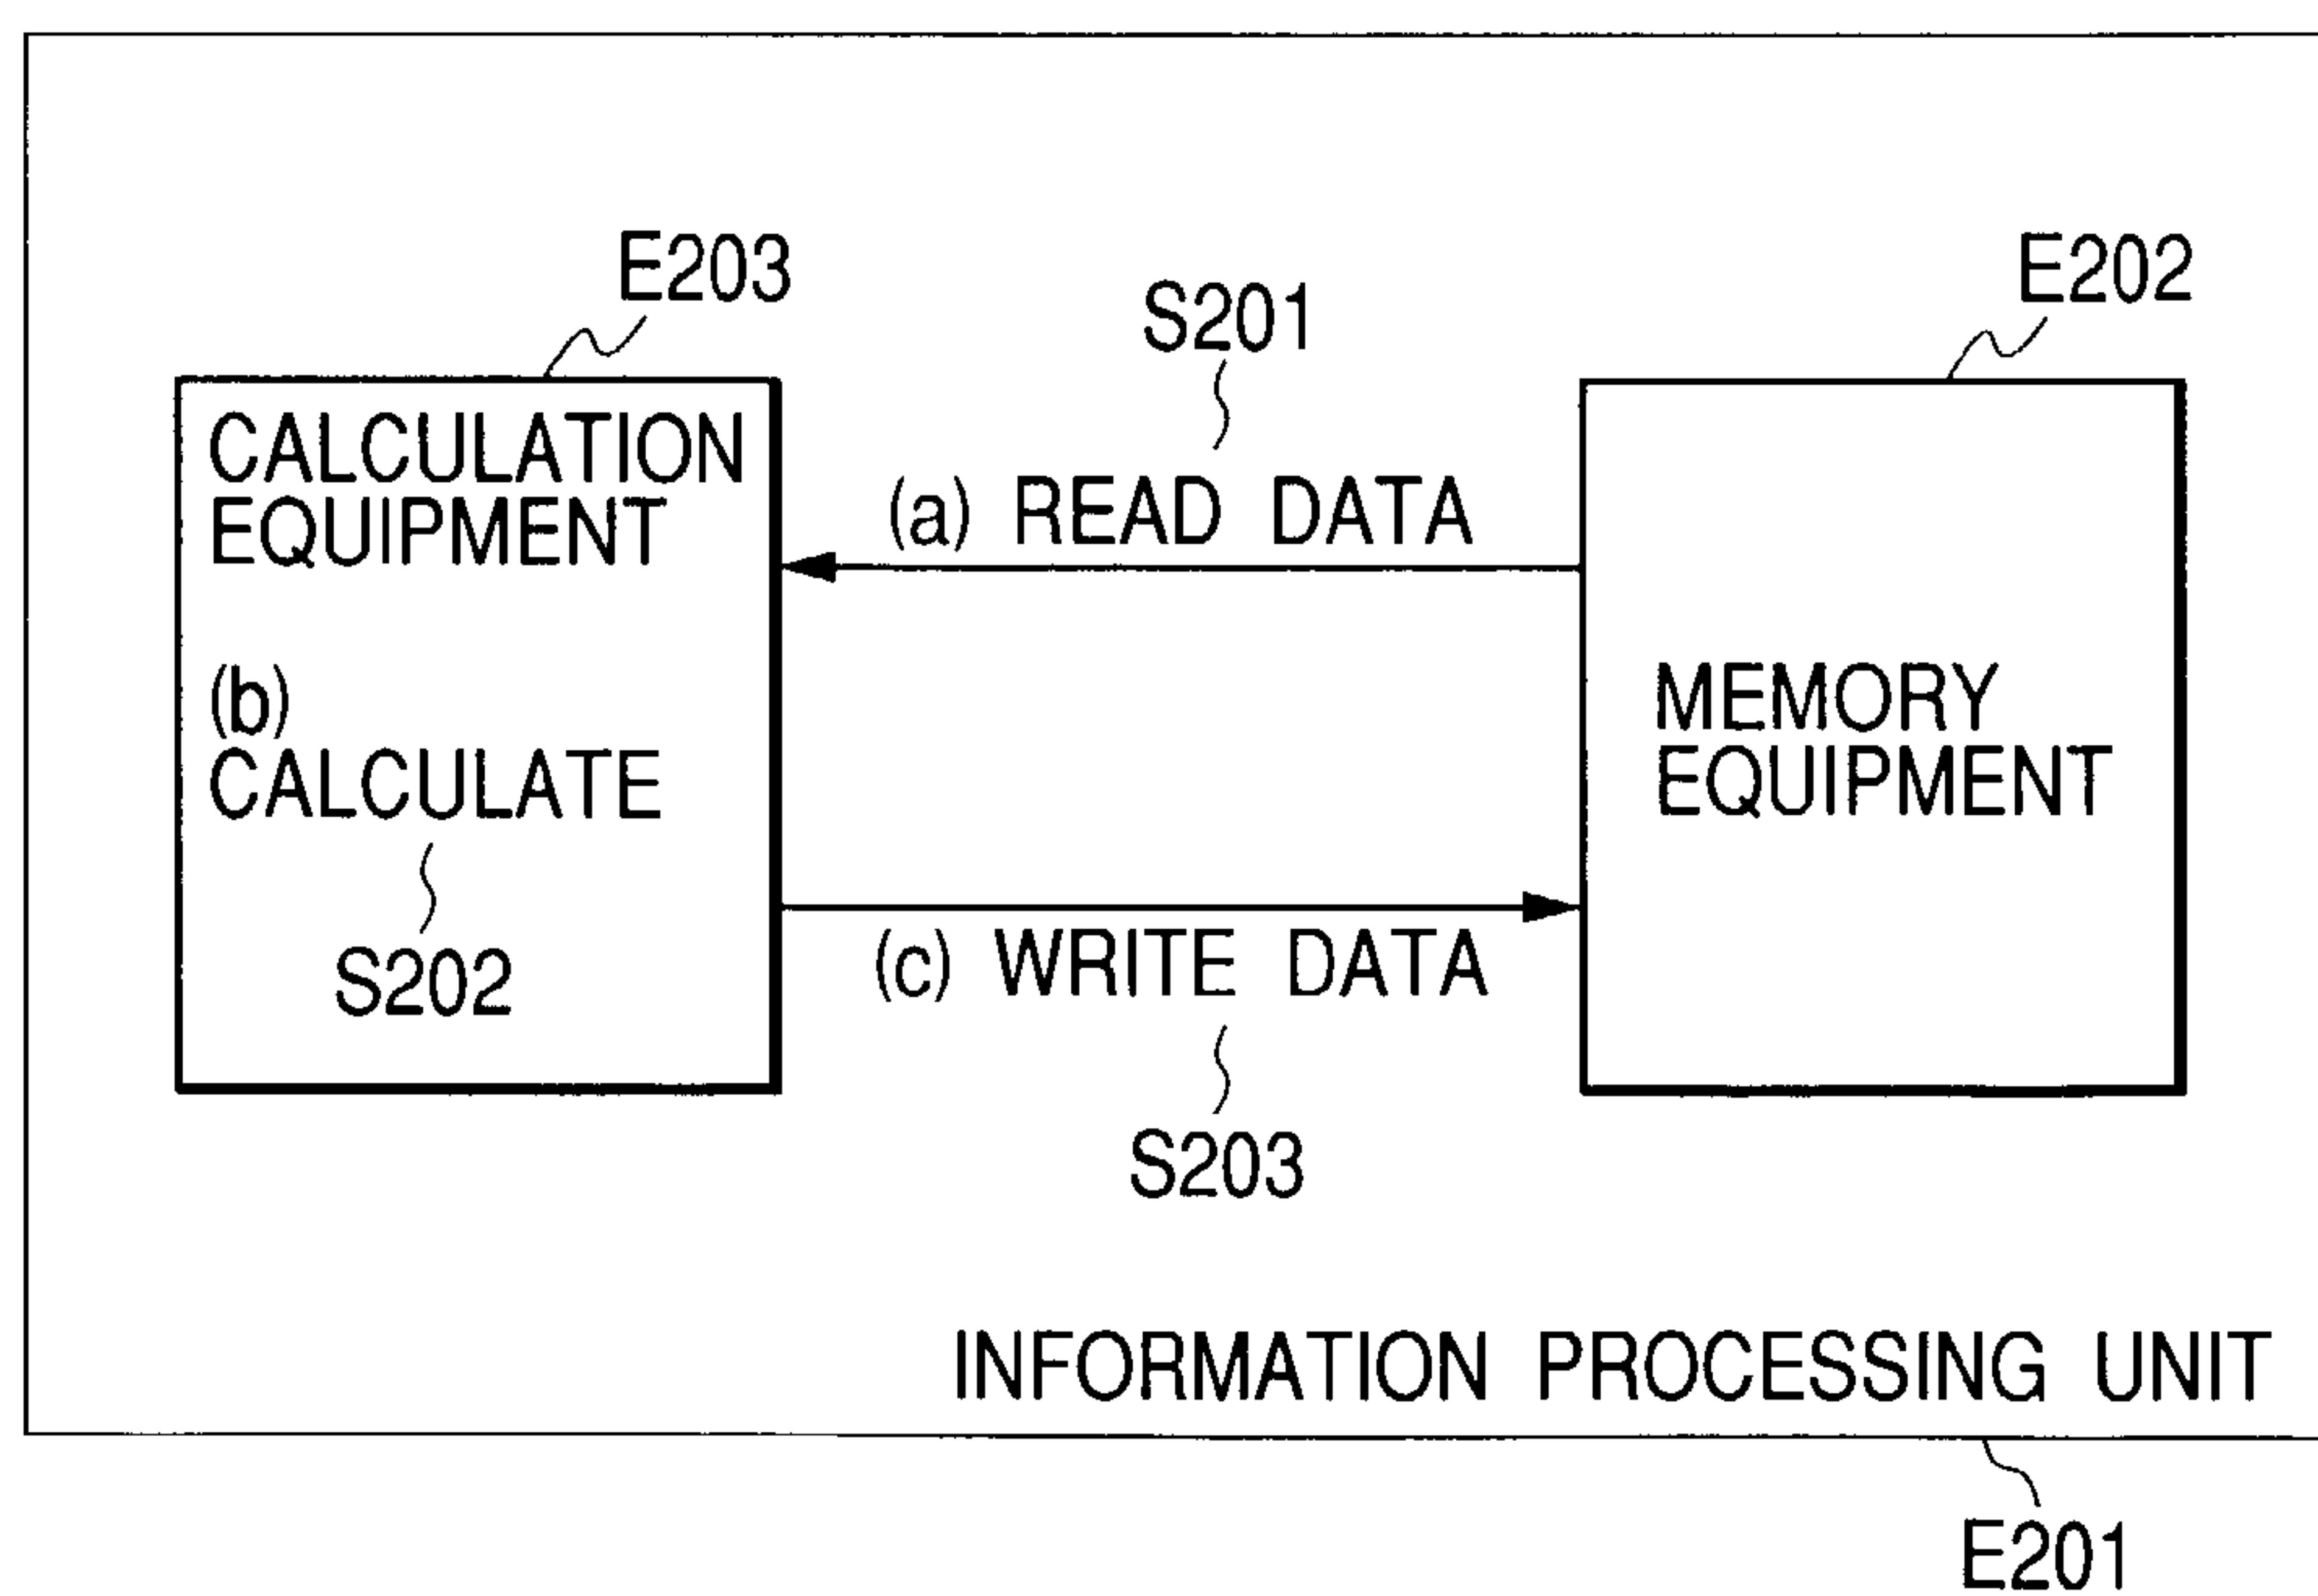 E203
E202
S201
CALCULATION
EQUIPMENT
(a) READ DATA
(b)
CALCULATE
MEMORY
EQUIPMENT
S202
(c) WRITE DATA
S203
INFORMATION PROCESSING UNIT
E201